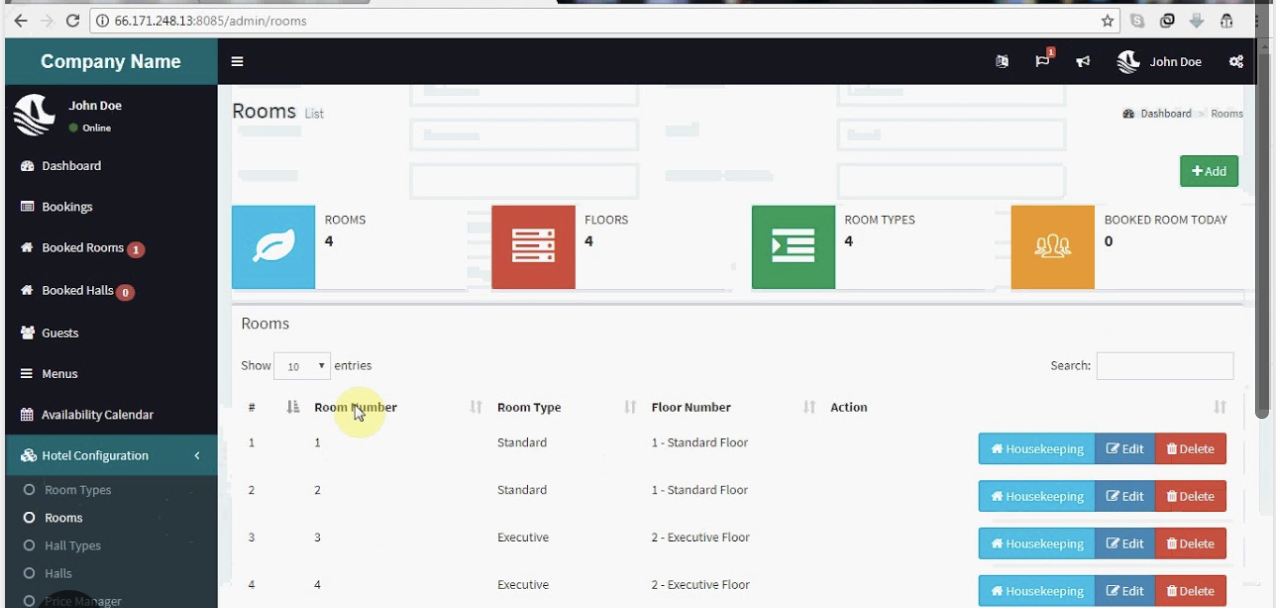 66.171.248.13:8085/admin/rooms
Company Name
1
John Doe
John Doe
Online
Dashboard
Bookings
Booked Rooms 1
Booked Halls 0
Guests
Menus
Availability Calendar
Hotel Configuration
Room Types
Rooms
Hall Types
Halls
Price Manager
Rooms List
Dashboard > Rooms
+ Add
ROOMS
4
FLOORS
4
ROOM TYPES
4
BOOKED ROOM TODAY
0
Rooms
Show 10 entries
Search:
# Room Number Room Type Floor Number Action
1 1 Standard 1 - Standard Floor Housekeeping Edit Delete
2 2 Standard 1 - Standard Floor Housekeeping Edit Delete
3 3 Executive 2 - Executive Floor Housekeeping Edit Delete
4 4 Executive 2 - Executive Floor Housekeeping Edit Delete